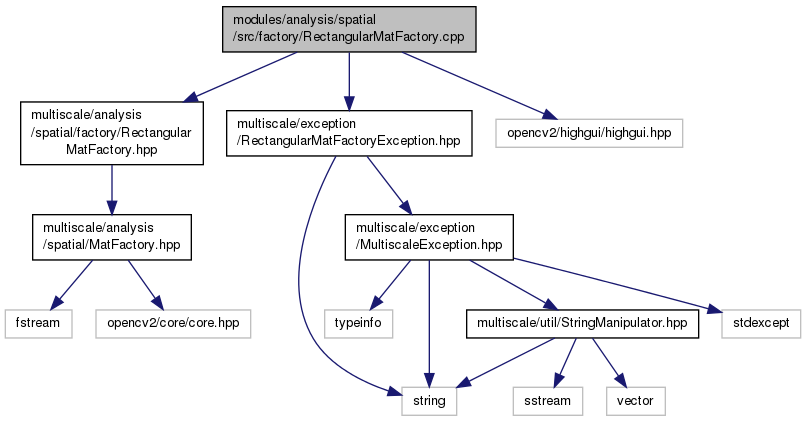 modules/analysis/spatial
/src/factory/RectangularMatFactory.cpp
multiscale/analysis
/spatial/factory/Rectangular
MatFactory.hpp
multiscale/exception
/RectangularMatFactoryException.hpp
opencv2/highgui/highgui.hpp
multiscale/analysis
/spatial/MatFactory.hpp
multiscale/exception
/MultiscaleException.hpp
fstream
opencv2/core/core.hpp
typeinfo
multiscale/util/StringManipulator.hpp
stdexcept
string
sstream
vector